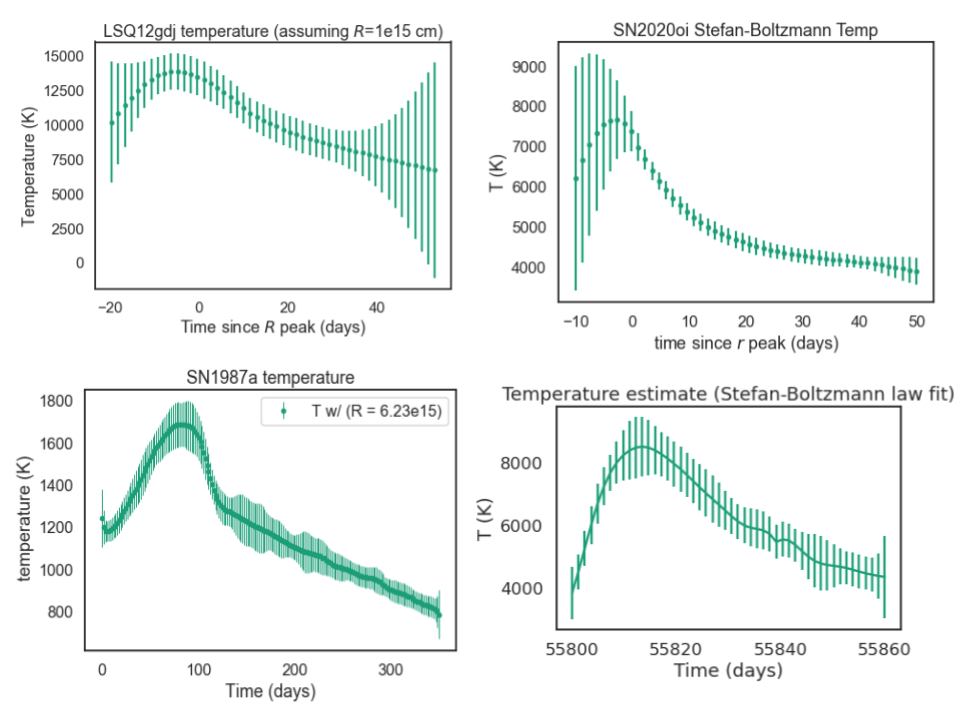 LSQ12gdj temperature (assuming R=1e15 cm)
15000
12500
10000
7500
5000
2500
0
Temperature (K)
−20 0 20 40
Time since R peak (days)
SN2020oi Stefan-Boltzmann Temp
9000
8000
7000
6000
5000
4000
T (K)
−10 0 10 20 30 40 50
time since r peak (days)
SN1987a temperature
1800
1600
1400
1200
1000
800
temperature (K)
T w/ (R = 6.23e15)
0 100 200 300
Time (days)
Temperature estimate (Stefan-Boltzmann law fit)
8000
6000
4000
T (K)
55800 55820 55840 55860
Time (days)